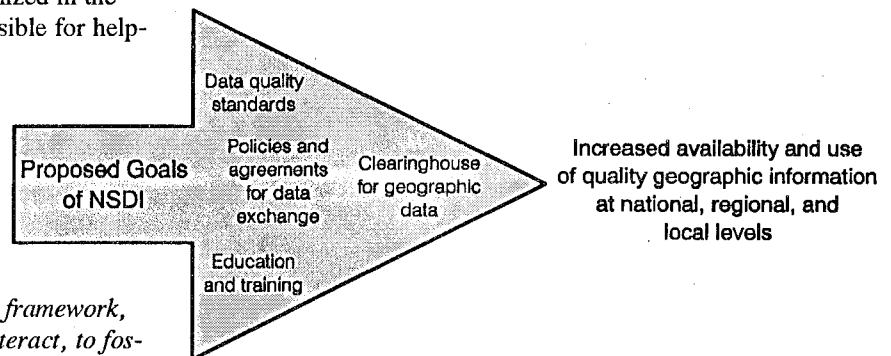 nized in the
sible for help-
Data quality
standards
Proposed Goals
of NSDI
Policies and
agreements
for data
exchange
Clearinghouse
for geographic
data
Education
and training
Increased availability and use
of quality geographic information
at national, regional, and
local levels
framework,
teract, to fos-